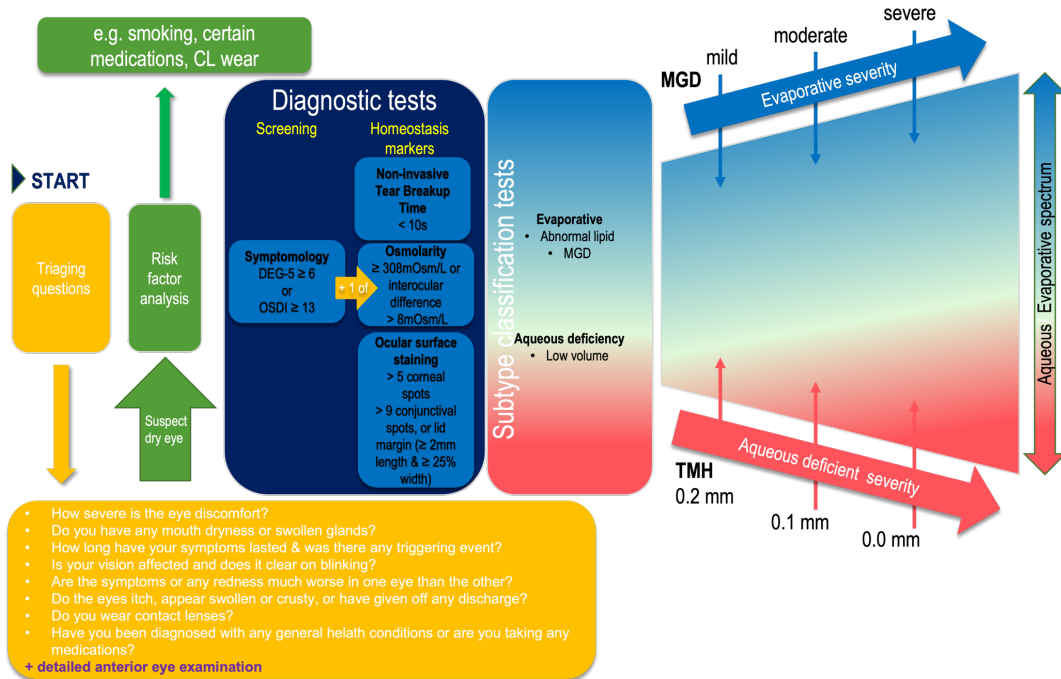 e.g. smoking, certain
medications, CL wear
START
Triaging
questions
Risk
factor
analysis
Suspect
dry eye
Diagnostic tests
Screening
Homeostasis
markers
Non-invasive
Tear Breakup
Time
< 10s
Symptomology
DEG-5 ≥ 6
or
OSDI ≥ 13
+ 1 of
Osmolarity
≥ 308mOsm/L or
interocular
difference
> 8mOsm/L
Ocular surface
staining
> 5 corneal
spots
> 9 conjunctival
spots, or lid
margin (≥ 2mm
length & ≥ 25%
width)
Subtype classification tests
Evaporative
• Abnormal lipid
• MGD
Aqueous deficiency
• Low volume
MGD
mild
moderate
severe
Evaporative severity
Aqueous / Evaporative spectrum
Aqueous deficient severity
TMH
0.2 mm
0.1 mm
0.0 mm
• How severe is the eye discomfort?
• Do you have any mouth dryness or swollen glands?
• How long have your symptoms lasted & was there any triggering event?
• Is your vision affected and does it clear on blinking?
• Are the symptoms or any redness much worse in one eye than the other?
• Do the eyes itch, appear swollen or crusty, or have given off any discharge?
• Do you wear contact lenses?
• Have you been diagnosed with any general helath conditions or are you taking any
medications?
+ detailed anterior eye examination